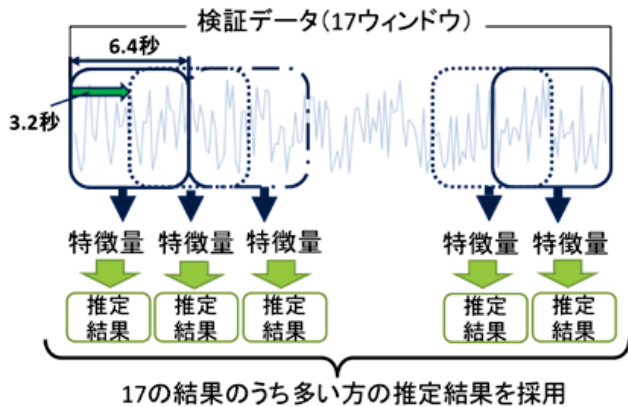 検証データ(17ウィンドウ)
6.4秒
3.2秒
特徴量 特徴量 特徴量 特徴量 特徴量
推定 推定 推定 推定 推定
結果 結果 結果 結果 結果
17の結果のうち多い方の推定結果を採用